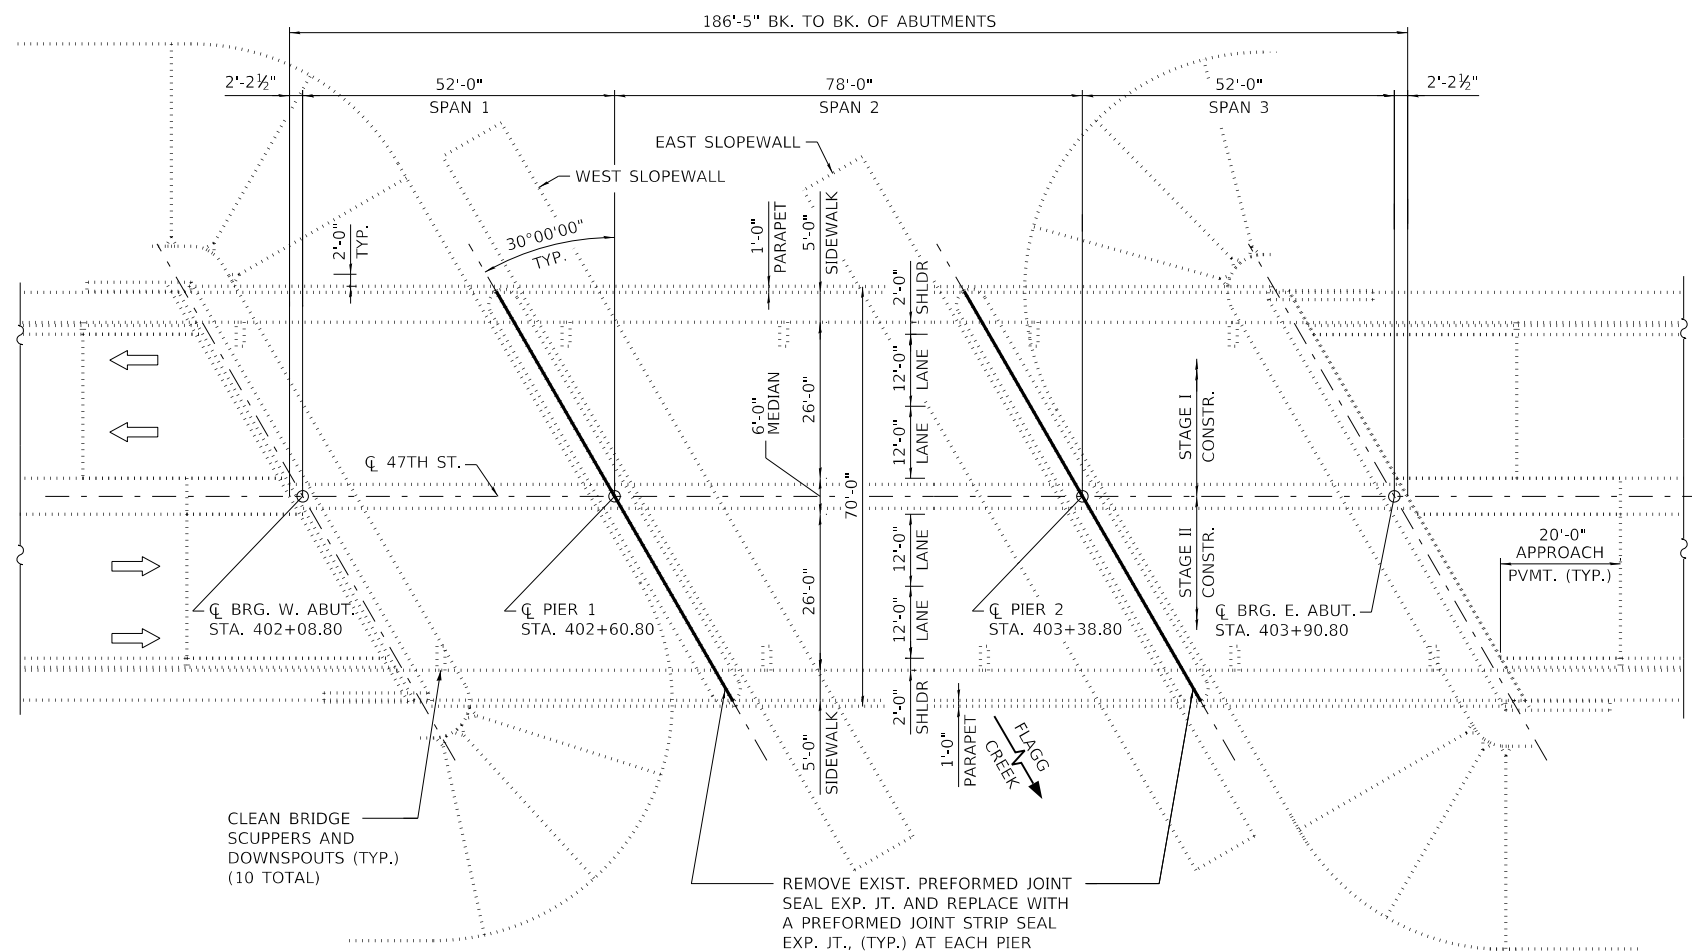 186'-5" BK. TO BK. OF ABUTMENTS
2'-2½"
52'-0"
SPAN 1
78'-0"
SPAN 2
52'-0"
SPAN 3
2'-2½"
EAST SLOPEWALL
WEST SLOPEWALL
30°00'00"
TYP.
2'-0"
TYP.
1'-0"
PARAPET
5'-0"
SIDEWALK
2'-0"
SHLDR
12'-0"
LANE
12'-0"
LANE
26'-0"
6'-0"
MEDIAN
70'-0"
STAGE I
CONSTR.
℄ 47TH ST.
STAGE II
CONSTR.
12'-0"
LANE
12'-0"
LANE
26'-0"
2'-0"
SHLDR
20'-0"
APPROACH
PVMT. (TYP.)
℄ BRG. W. ABUT.
STA. 402+08.80
℄ PIER 1
STA. 402+60.80
℄ PIER 2
STA. 403+38.80
℄ BRG. E. ABUT.
STA. 403+90.80
5'-0"
SIDEWALK
1'-0"
PARAPET
FLAGG
CREEK
CLEAN BRIDGE
SCUPPERS AND
DOWNSPOUTS (TYP.)
(10 TOTAL)
REMOVE EXIST. PREFORMED JOINT
SEAL EXP. JT. AND REPLACE WITH
A PREFORMED JOINT STRIP SEAL
EXP. JT., (TYP.) AT EACH PIER